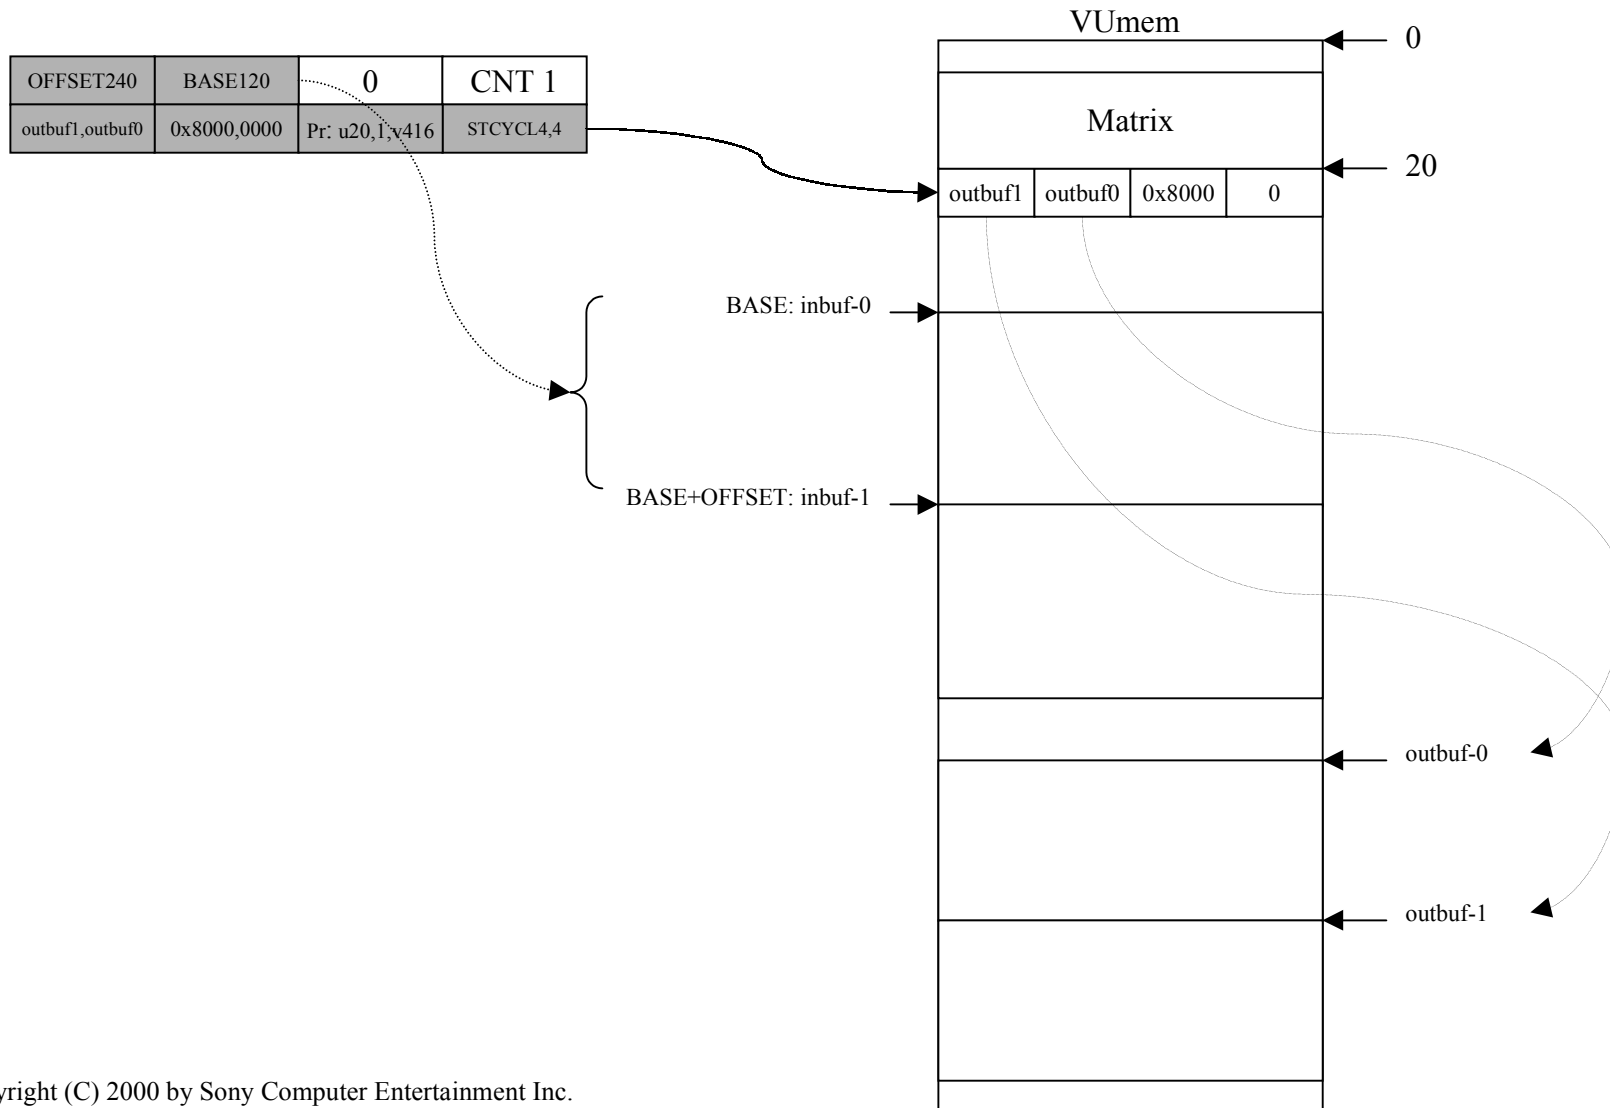 VUmem
0
OFFSET240 BASE120 0 CNT 1
outbuf1,outbuf0 0x8000,0000 Pr: u20,1,v416 STCYCL4,4
Matrix
20
outbuf1 outbuf0 0x8000 0
BASE: inbuf-0
BASE+OFFSET: inbuf-1
outbuf-0
outbuf-1
yright (C) 2000 by Sony Computer Entertainment Inc.